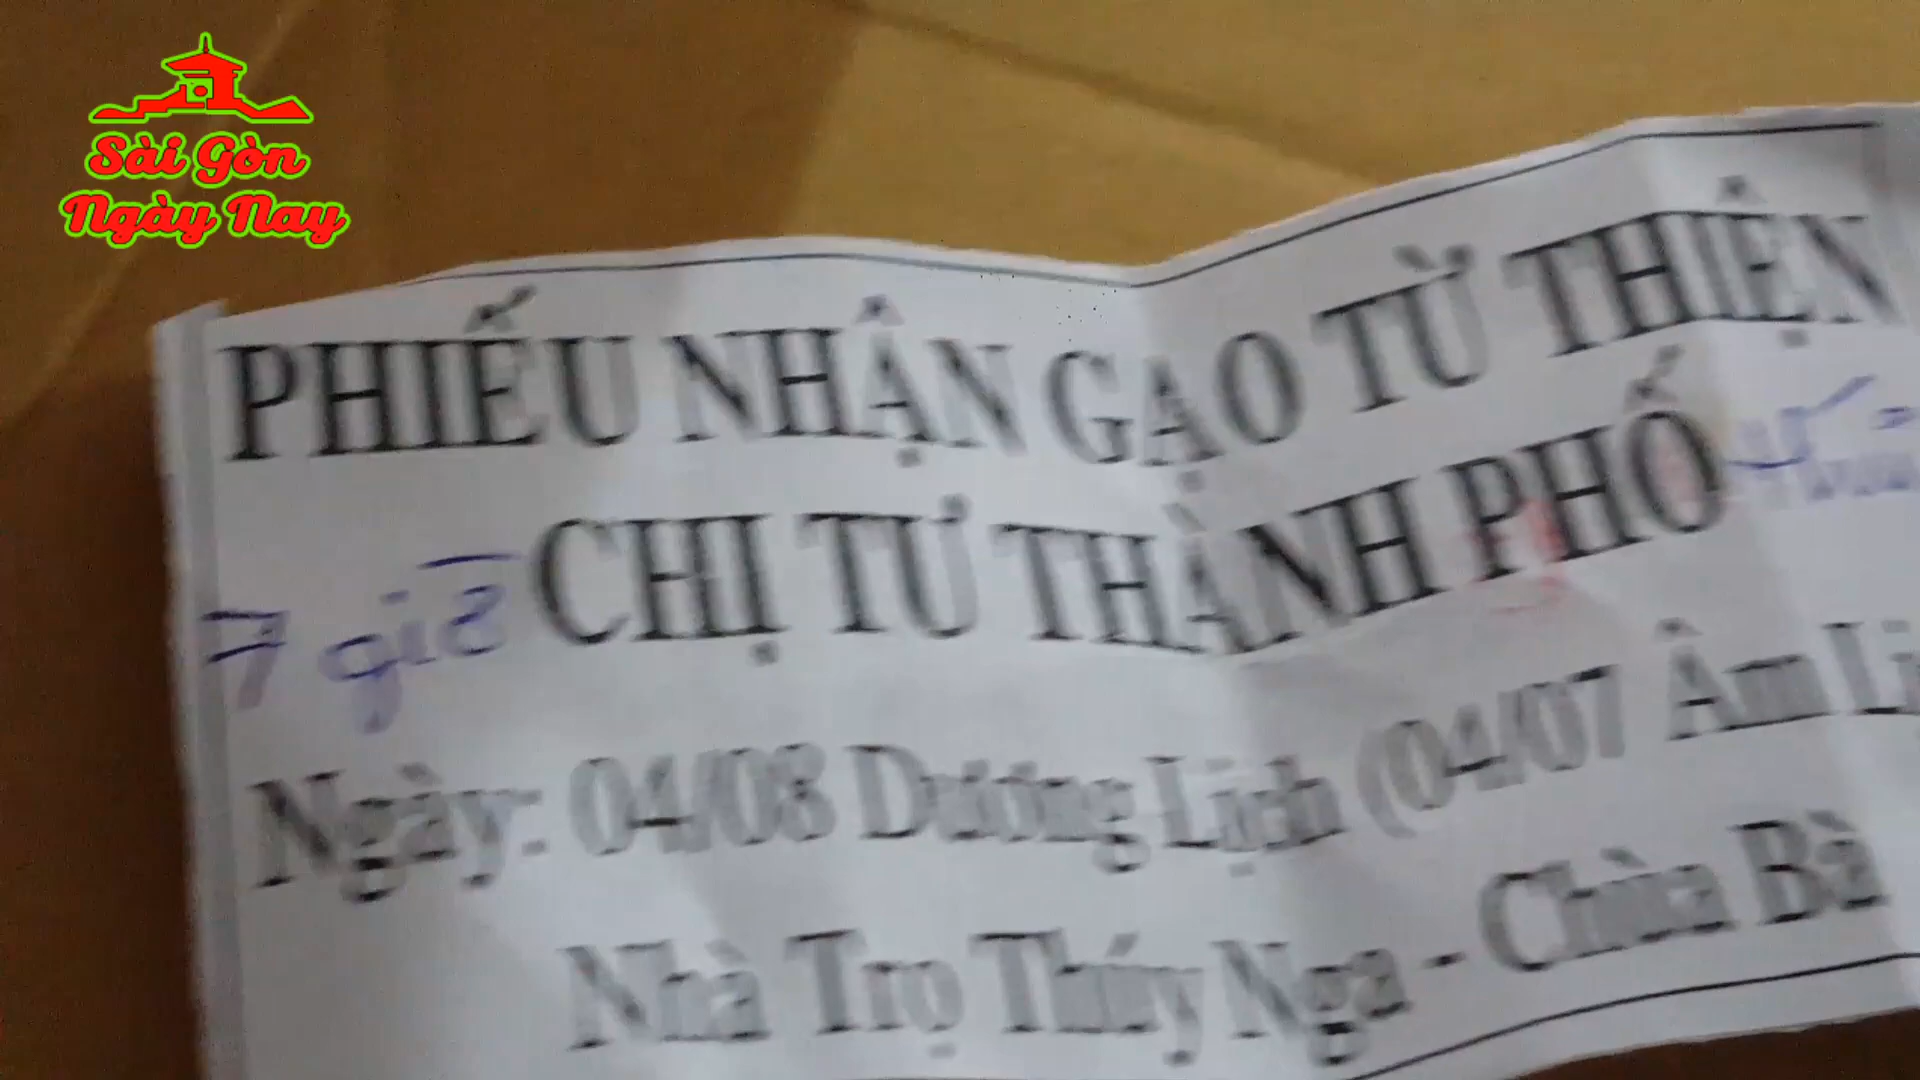 Sài Gòn
Ngày Nay
PHIẾU NHẬN GẠO TỪ THIỆN
CHỊ TƯ THÀNH PHỐ
7 giờ
Ngày: 04/08 Dương Lịch (04/07 Âm
Nhà Trọ Thúy Nga - Chùa Bà